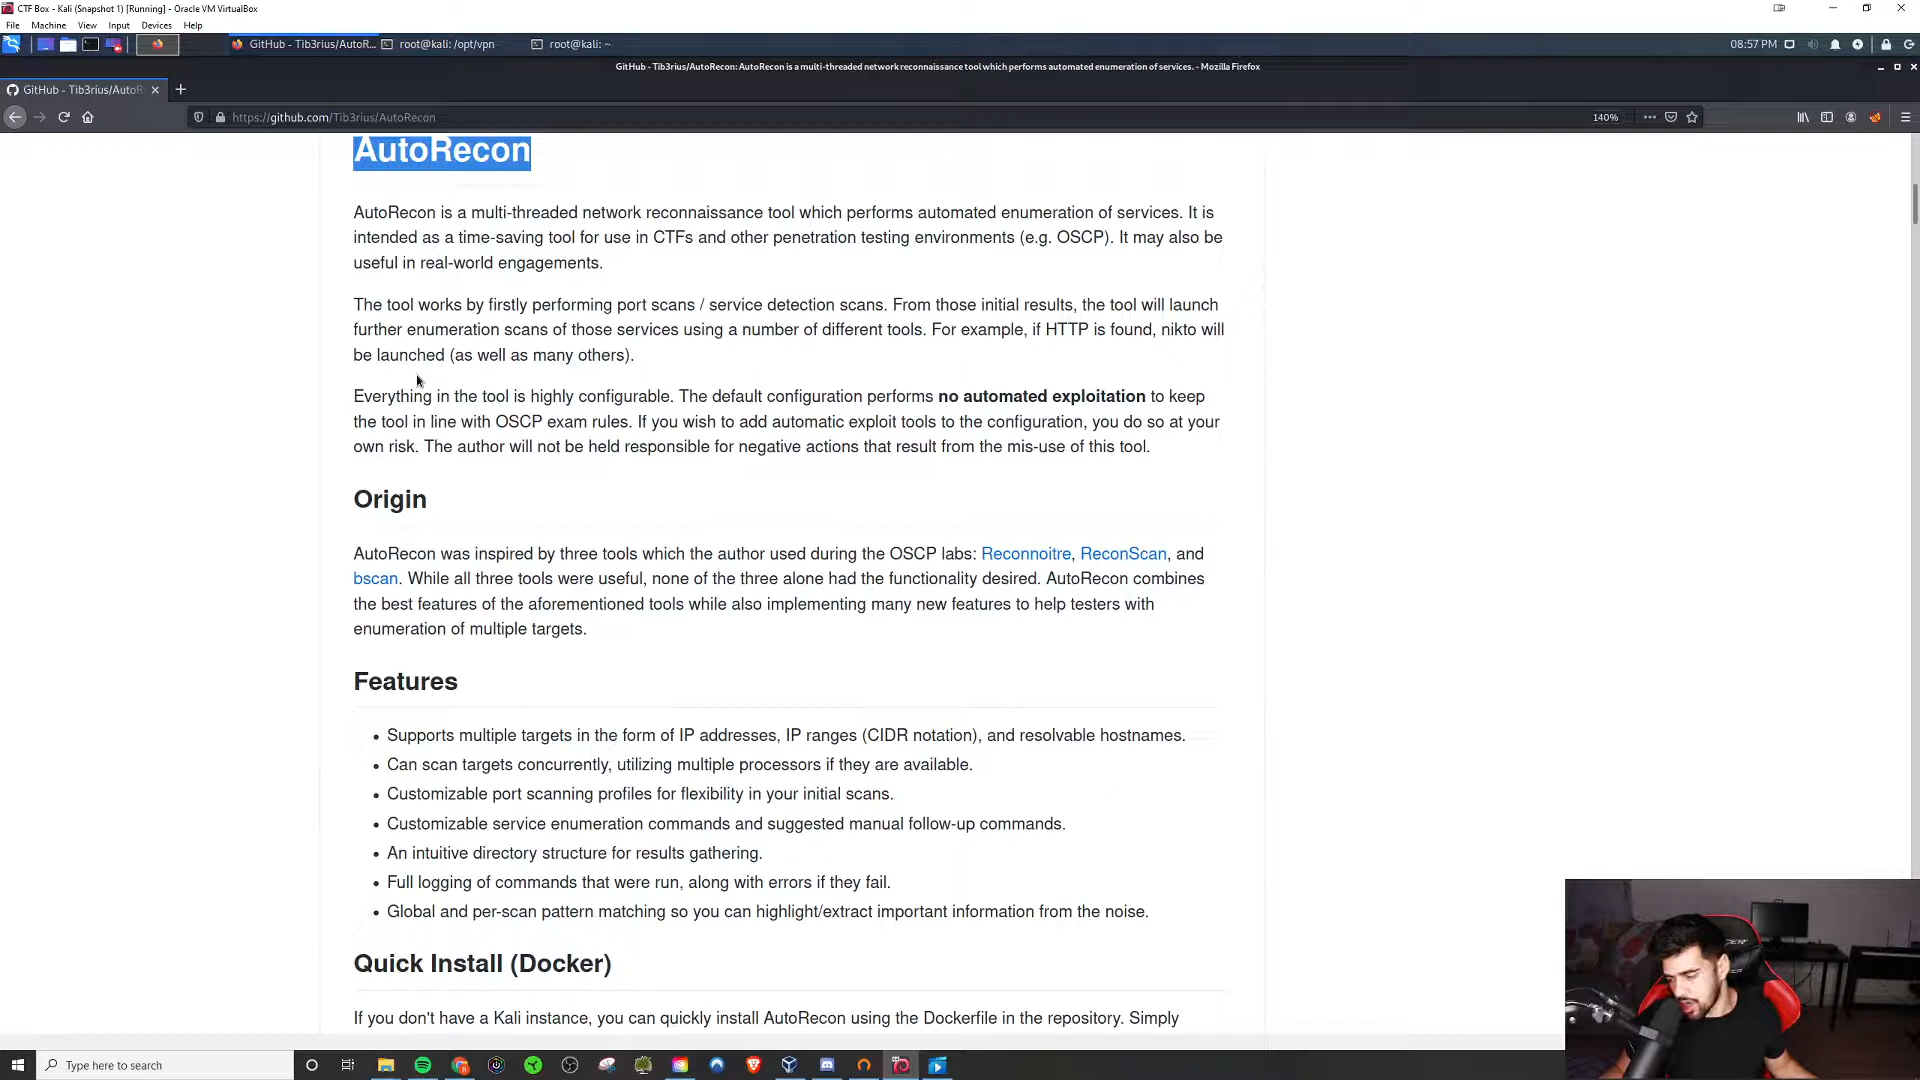 CTF Box - Kali (Snapshot 1) [Running] - Oracle VM VirtualBox
File Machine View Input Devices Help
GitHub - Tib3rius/AutoR... root@kali: /opt/vpn root@kali: ~ 08:57 PM
GitHub - Tib3rius/AutoRecon: AutoRecon is a multi-threaded network reconnaissance tool which performs automated enumeration of services. - Mozilla Firefox
GitHub - Tib3rius/AutoR
https://github.com/Tib3rius/AutoRecon 140%
AutoRecon
AutoRecon is a multi-threaded network reconnaissance tool which performs automated enumeration of services. It is
intended as a time-saving tool for use in CTFs and other penetration testing environments (e.g. OSCP). It may also be
useful in real-world engagements.
The tool works by firstly performing port scans / service detection scans. From those initial results, the tool will launch
further enumeration scans of those services using a number of different tools. For example, if HTTP is found, nikto will
be launched (as well as many others).
Everything in the tool is highly configurable. The default configuration performs no automated exploitation to keep
the tool in line with OSCP exam rules. If you wish to add automatic exploit tools to the configuration, you do so at your
own risk. The author will not be held responsible for negative actions that result from the mis-use of this tool.
Origin
AutoRecon was inspired by three tools which the author used during the OSCP labs: Reconnoitre, ReconScan, and
bscan. While all three tools were useful, none of the three alone had the functionality desired. AutoRecon combines
the best features of the aforementioned tools while also implementing many new features to help testers with
enumeration of multiple targets.
Features
• Supports multiple targets in the form of IP addresses, IP ranges (CIDR notation), and resolvable hostnames.
• Can scan targets concurrently, utilizing multiple processors if they are available.
• Customizable port scanning profiles for flexibility in your initial scans.
• Customizable service enumeration commands and suggested manual follow-up commands.
• An intuitive directory structure for results gathering.
• Full logging of commands that were run, along with errors if they fail.
• Global and per-scan pattern matching so you can highlight/extract important information from the noise.
Quick Install (Docker)
If you don't have a Kali instance, you can quickly install AutoRecon using the Dockerfile in the repository. Simply
Type here to search